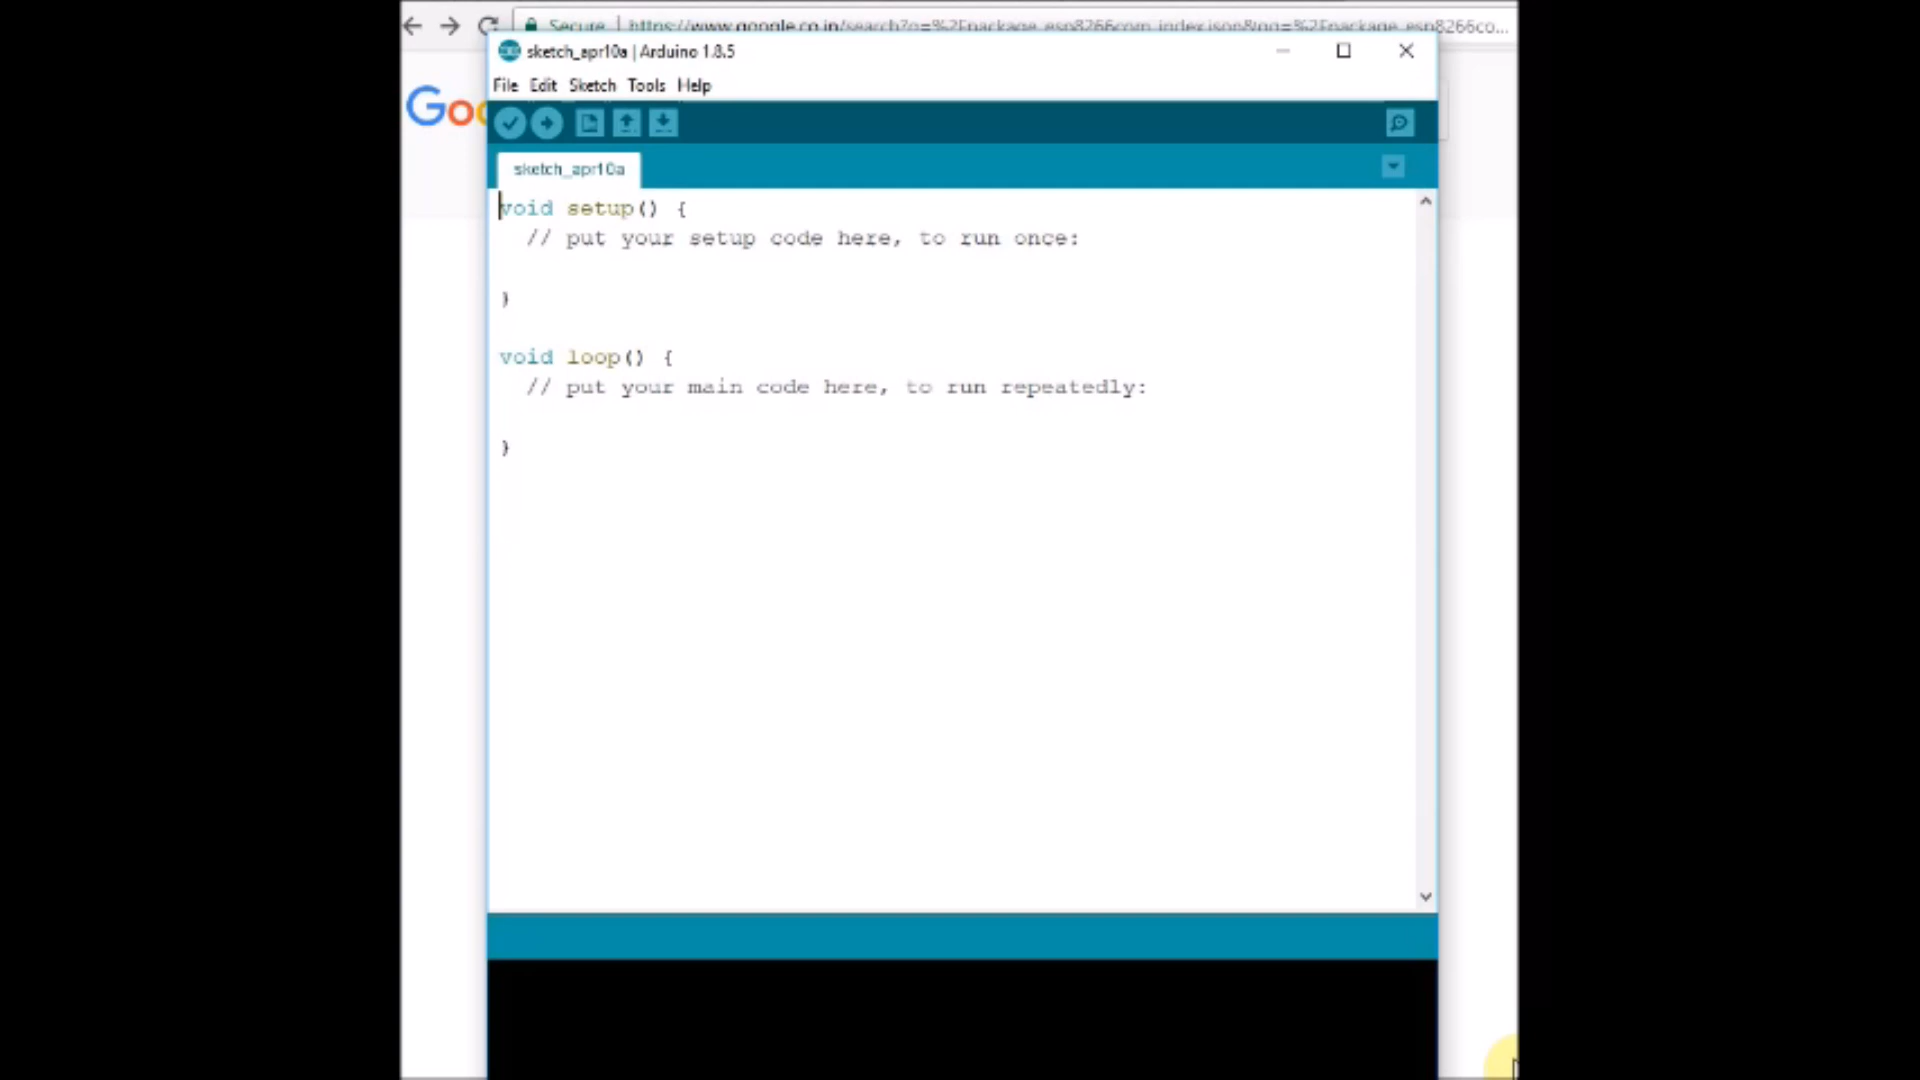 Secure | https://www.google.co.in/search?q=%2Fpackage_esp8266com_index.json&oq=%2Fpackage_esp8266co...
sketch_apr10a | Arduino 1.8.5
File Edit Sketch Tools Help
Goo
sketch_apr10a
void setup() {
// put your setup code here, to run once:
}
void loop() {
// put your main code here, to run repeatedly:
}